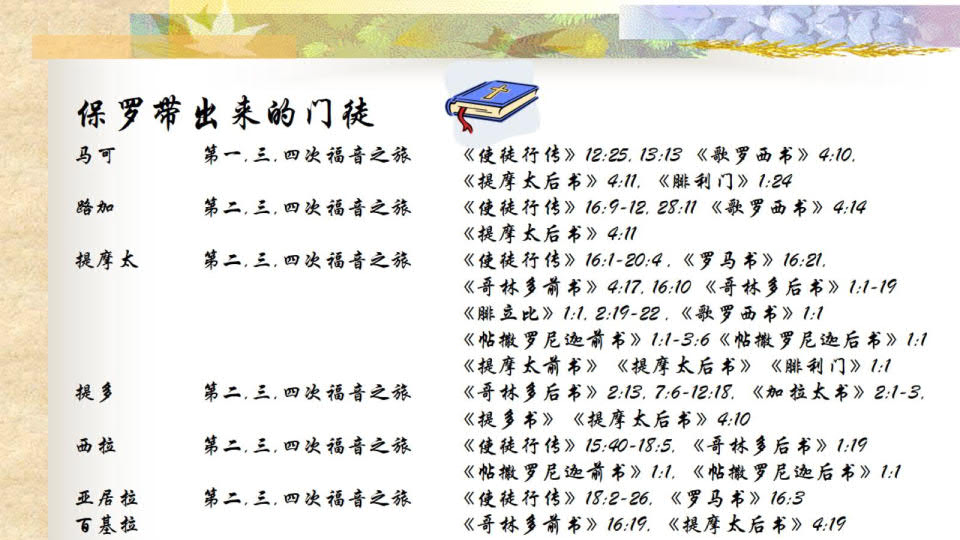 保罗带出来的门徒
马可 第一,三,四次福音之旅 《使徒行传》12:25, 13:13 《歌罗西书》4:10,
《提摩太后书》4:11, 《腓利门》1:24
路加 第二,三,四次福音之旅 《使徒行传》16:9-12, 28:11 《歌罗西书》4:14
《提摩太后书》4:11
提摩太 第二,三,四次福音之旅 《使徒行传》16:1-20:4 ,《罗马书》16:21,
《哥林多前书》4:17, 16:10 《哥林多后书》1:1-19
《腓立比》1:1, 2:19-22 ,《歌罗西书》1:1
《帖撒罗尼迦前书》1:1-3:6 《帖撒罗尼迦后书》1:1
《提摩太前书》 《提摩太后书》 《腓利门》1:1
提多 第二,三,四次福音之旅 《哥林多后书》2:13, 7:6-12:18, 《加拉太书》2:1-3,
《提多书》 《提摩太后书》4:10
西拉 第二,三,四次福音之旅 《使徒行传》15:40-18:5, 《哥林多后书》1:19
《帖撒罗尼迦前书》1:1, 《帖撒罗尼迦后书》1:1
亚居拉 第二,三,四次福音之旅 《使徒行传》18:2-26, 《罗马书》16:3
百基拉 《哥林多前书》16:19, 《提摩太后书》4:19